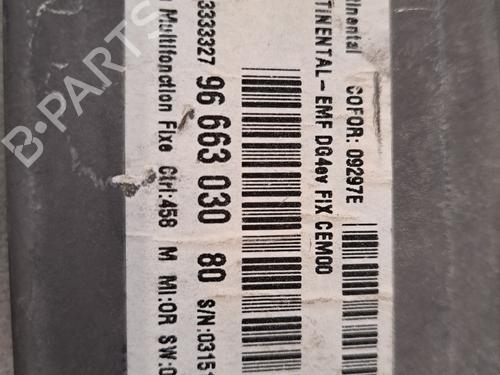 tinental COFOR: 09297E
TINENTAL-EMF DG4ev FIX CEM00
3333327 96 663 030 80 S/N:0315
Multifonction Fixe Ctrl:458 M MI:OR SW:0
B-PARTS